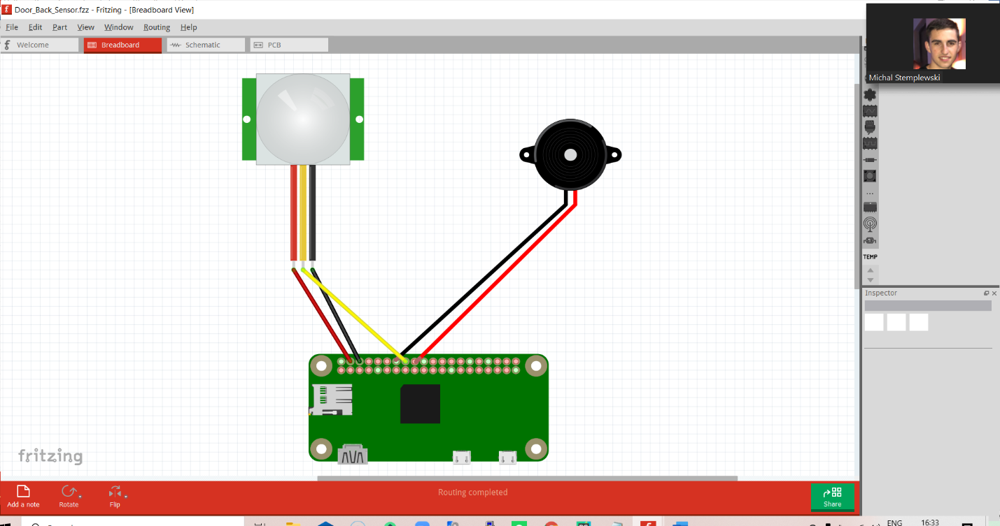 Door_Back_Sensor.fzz - Fritzing - [Breadboard View]
File Edit Part View Window Routing Help
Welcome Breadboard Schematic PCB
Michal Stemplewski
...
TEMP
Inspector
fritzing
Routing completed
Add a note Rotate Flip Share
ENG 16:33